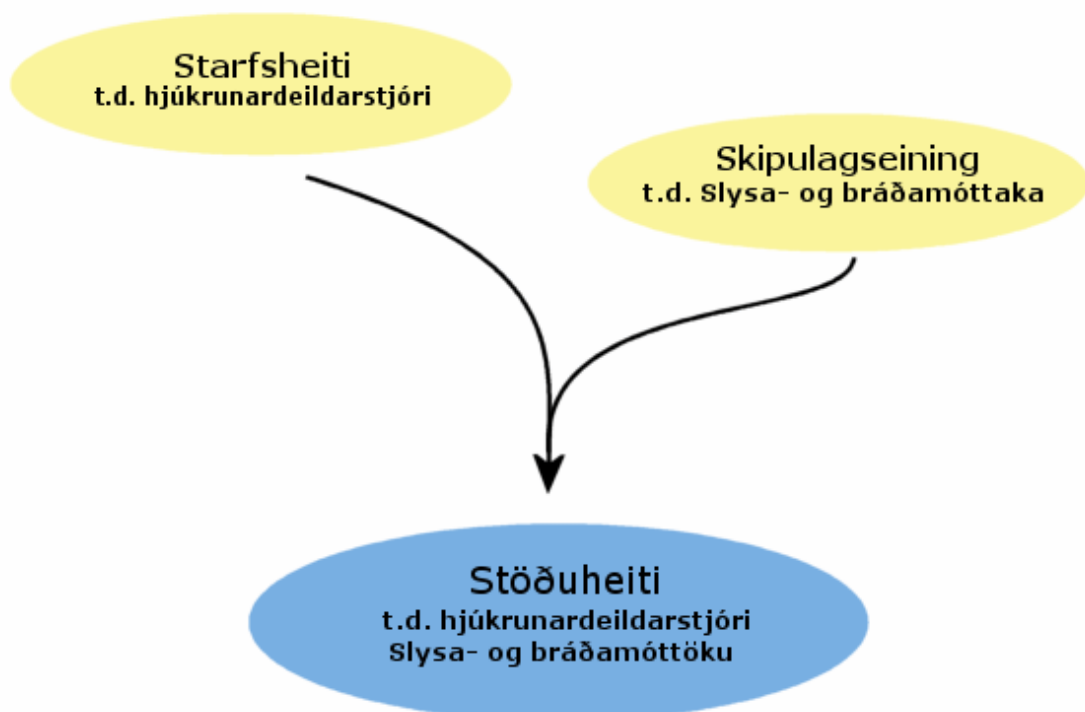 Starfsheiti
t.d. hjúkrunardeildarstjóri
Skipulagseining
t.d. Slysa- og bráðamóttaka
Stöðuheiti
t.d. hjúkrunardeildarstjóri
Slysa- og bráðamóttöku